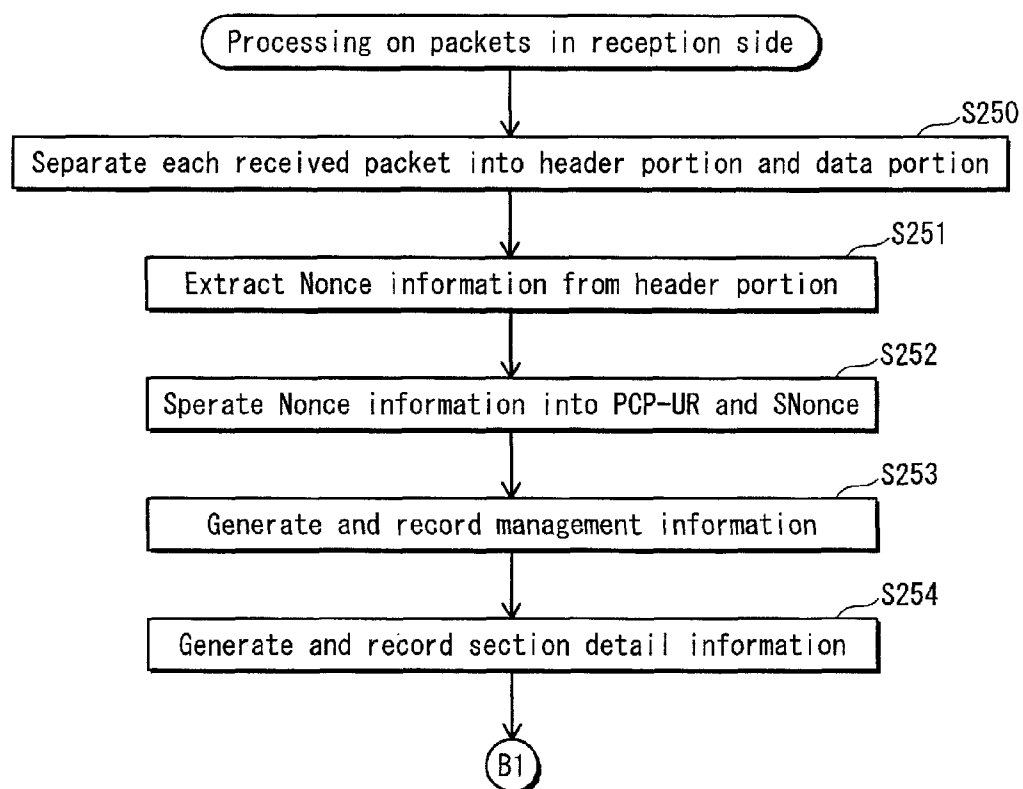 Processing on packets in reception side
S250
Separate each received packet into header portion and data portion
S251
Extract Nonce information from header portion
S252
Sperate Nonce information into PCP-UR and SNonce
S253
Generate and record management information
S254
Generate and record section detail information
B1